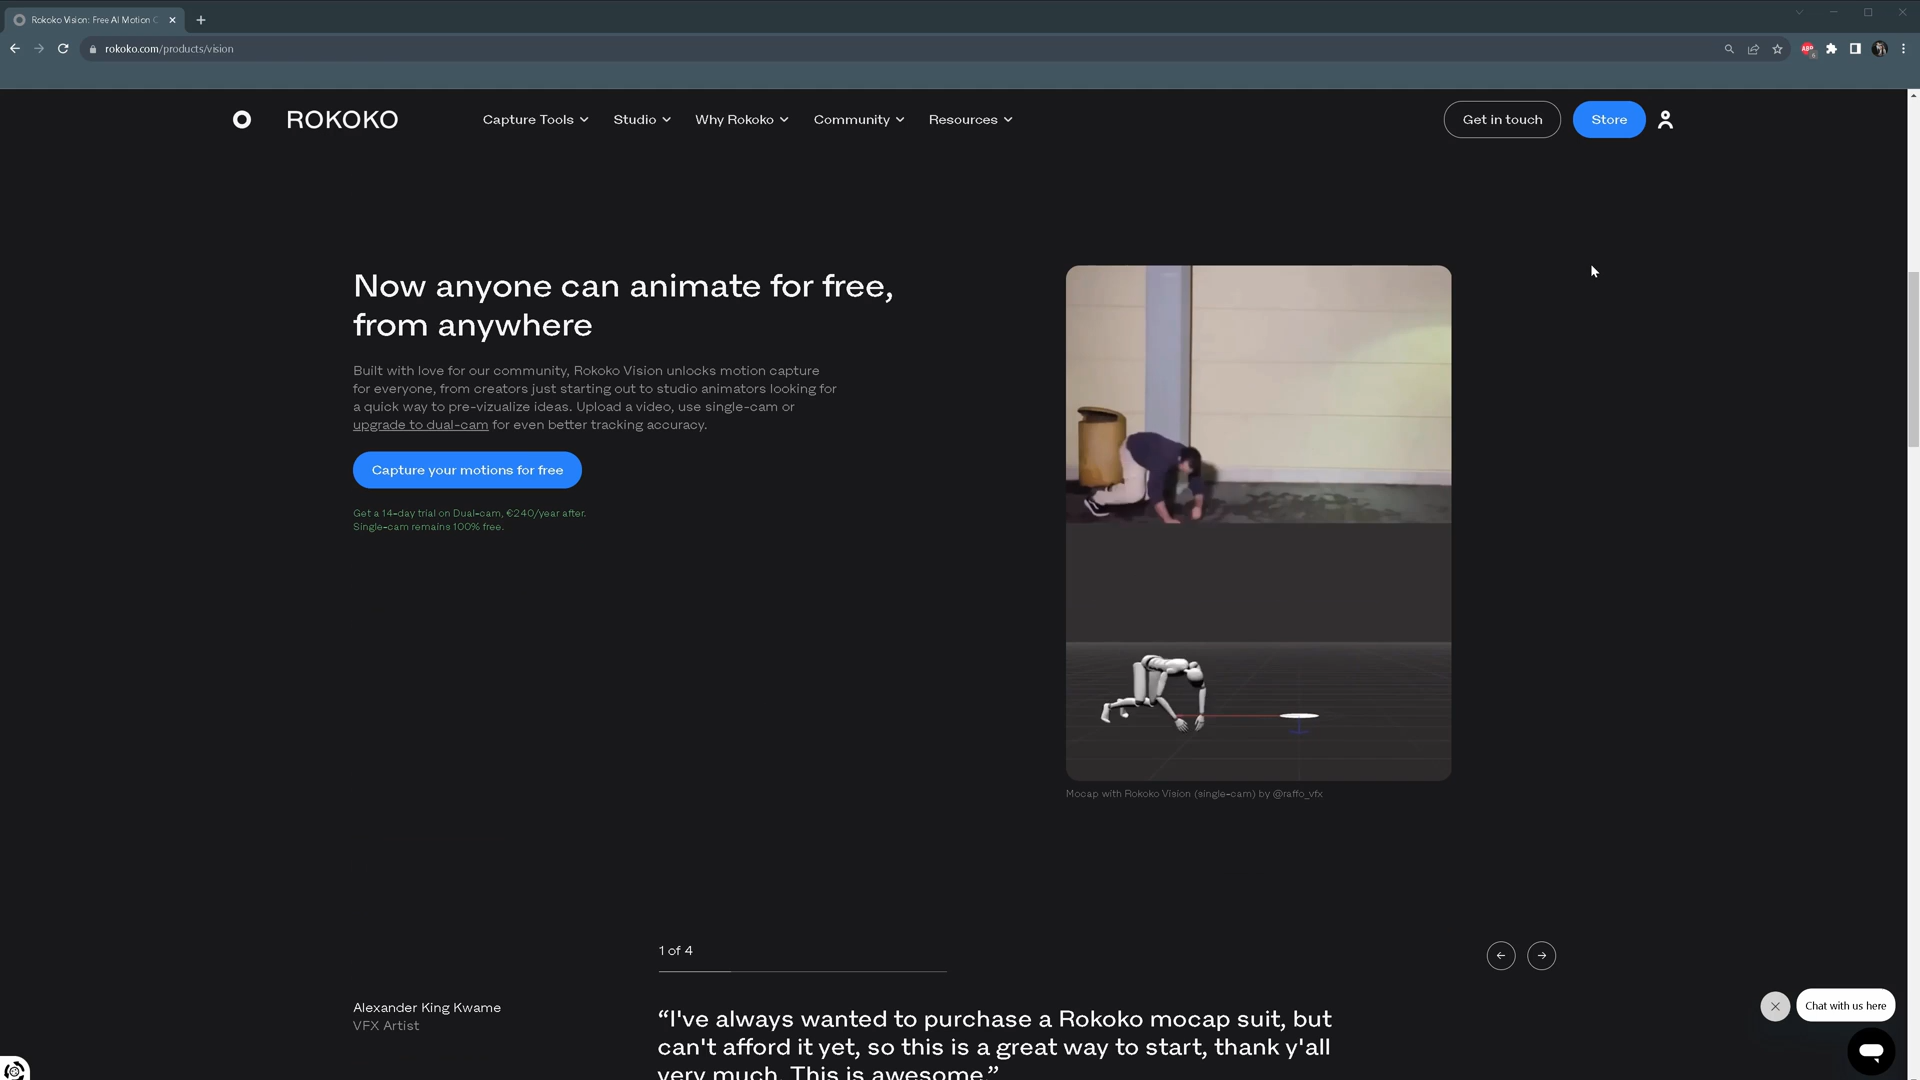 Rokoko Vision: Free AI Motion C
rokoko.com/products/vision
ABP
ROKOKO
Capture Tools
Studio
Why Rokoko
Community
Resources
Get in touch
Store
Now anyone can animate for free,
from anywhere
Built with love for our community, Rokoko Vision unlocks motion capture
for everyone, from creators just starting out to studio animators looking for
a quick way to pre-vizualize ideas. Upload a video, use single-cam or
upgrade to dual-cam for even better tracking accuracy.
Capture your motions for free
Get a 14-day trial on Dual-cam, €240/year after.
Single-cam remains 100% free.
Mocap with Rokoko Vision (single-cam) by @raffo_vfx
1 of 4
Alexander King Kwame
VFX Artist
“I've always wanted to purchase a Rokoko mocap suit, but
can't afford it yet, so this is a great way to start, thank y'all
very much. This is awesome.”
Chat with us here